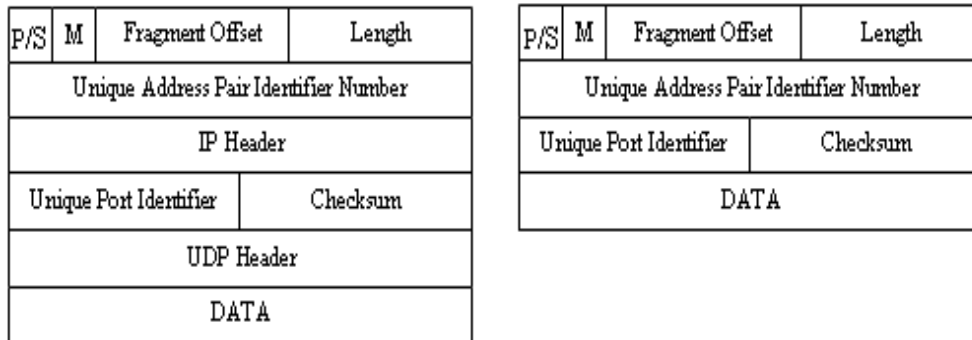 P/S M Fragment Offset Length
Unique Address Pair Identifier Number
IP Header
Unique Port Identifier Checksum
UDP Header
DATA
P/S M Fragment Offset Length
Unique Address Pair Identifier Number
Unique Port Identifier Checksum
DATA